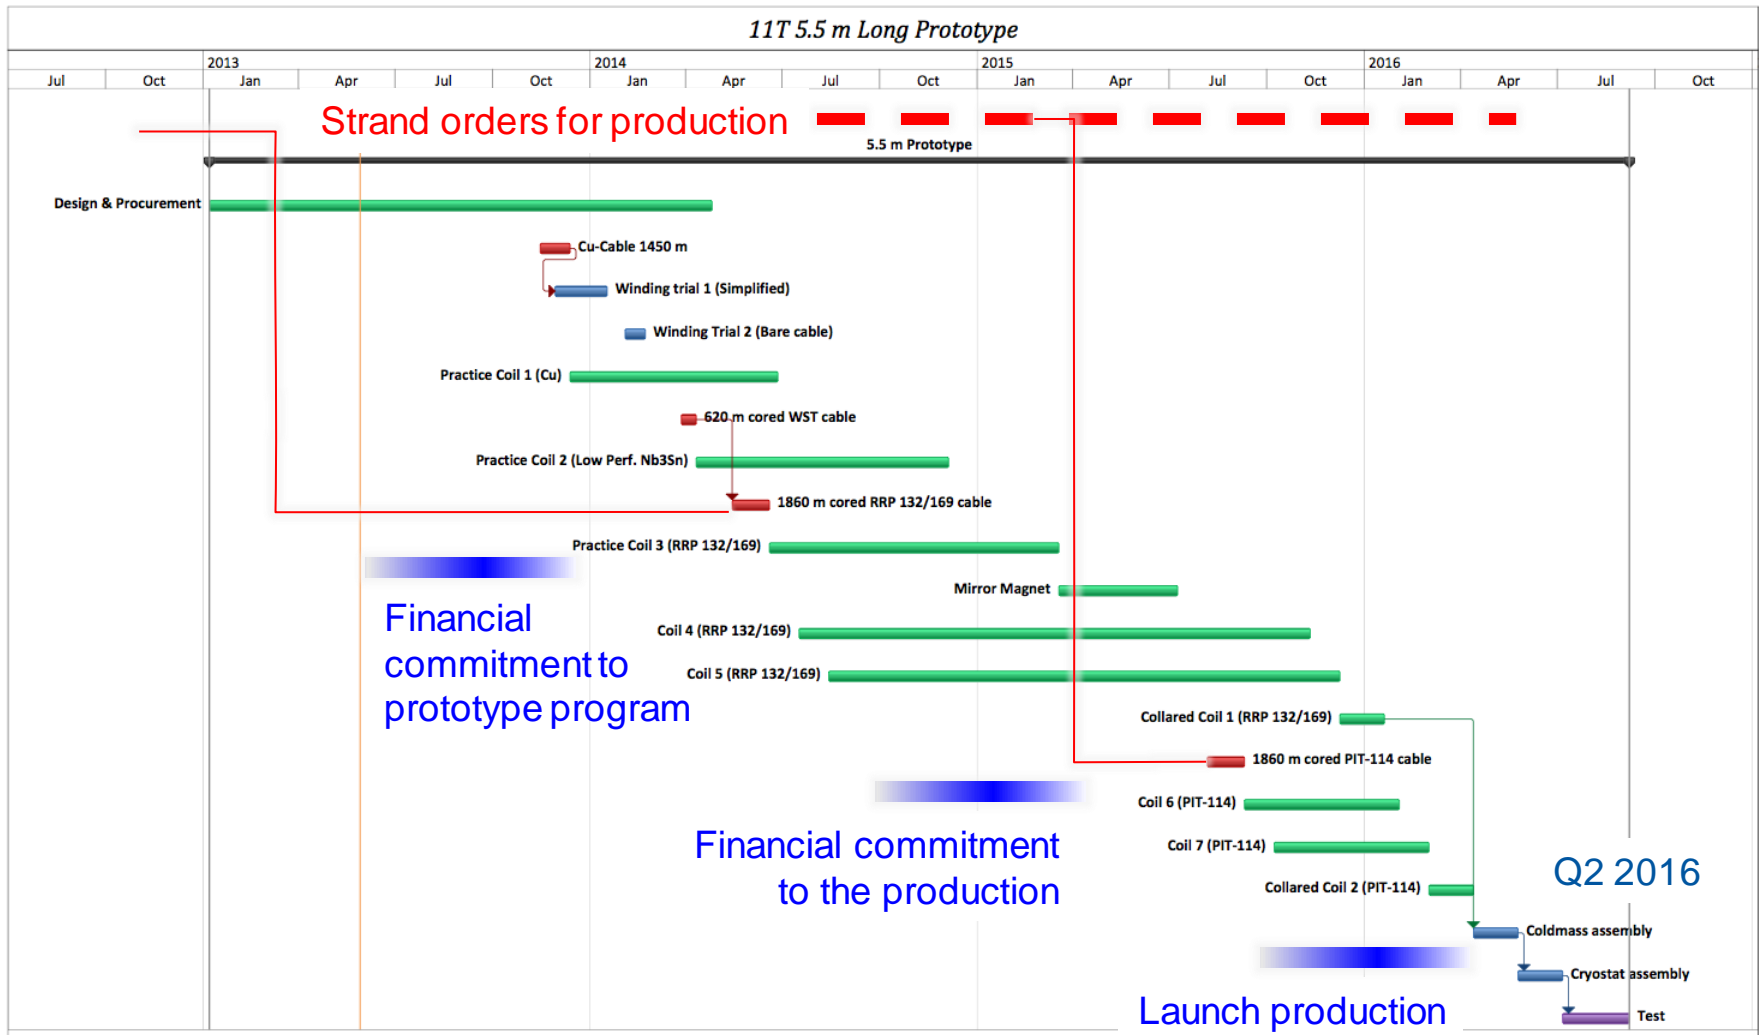 11T 5.5 m Long Prototype
2013 2014 2015 2016
Jul Oct Jan Apr Jul Oct Jan Apr Jul Oct Jan Apr Jul Oct Jan Apr Jul Oct
Strand orders for production
5.5 m Prototype
Design & Procurement
Cu-Cable 1450 m
Winding trial 1 (Simplified)
Winding Trial 2 (Bare cable)
Practice Coil 1 (Cu)
620 m cored WST cable
Practice Coil 2 (Low Perf. Nb3Sn)
1860 m cored RRP 132/169 cable
Practice Coil 3 (RRP 132/169)
Mirror Magnet
Financial
commitment to
prototype program
Coil 4 (RRP 132/169)
Coil 5 (RRP 132/169)
Collared Coil 1 (RRP 132/169)
1860 m cored PIT-114 cable
Coil 6 (PIT-114)
Financial commitment
to the production
Coil 7 (PIT-114)
Q2 2016
Collared Coil 2 (PIT-114)
Coldmass assembly
Cryostat assembly
Launch production
Test